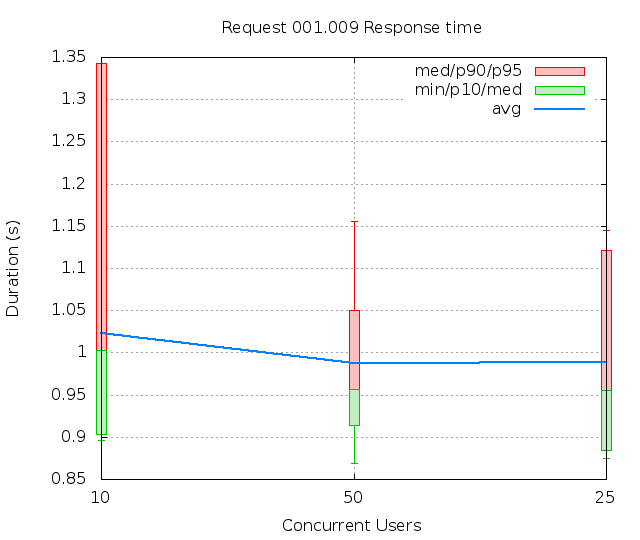 Request 001.009 Response time
med/p90/p95
min/p10/med
avg
1.35
1.3
1.25
1.2
1.15
1.1
1.05
1
0.95
0.9
0.85
Duration (s)
10 50 25
Concurrent Users